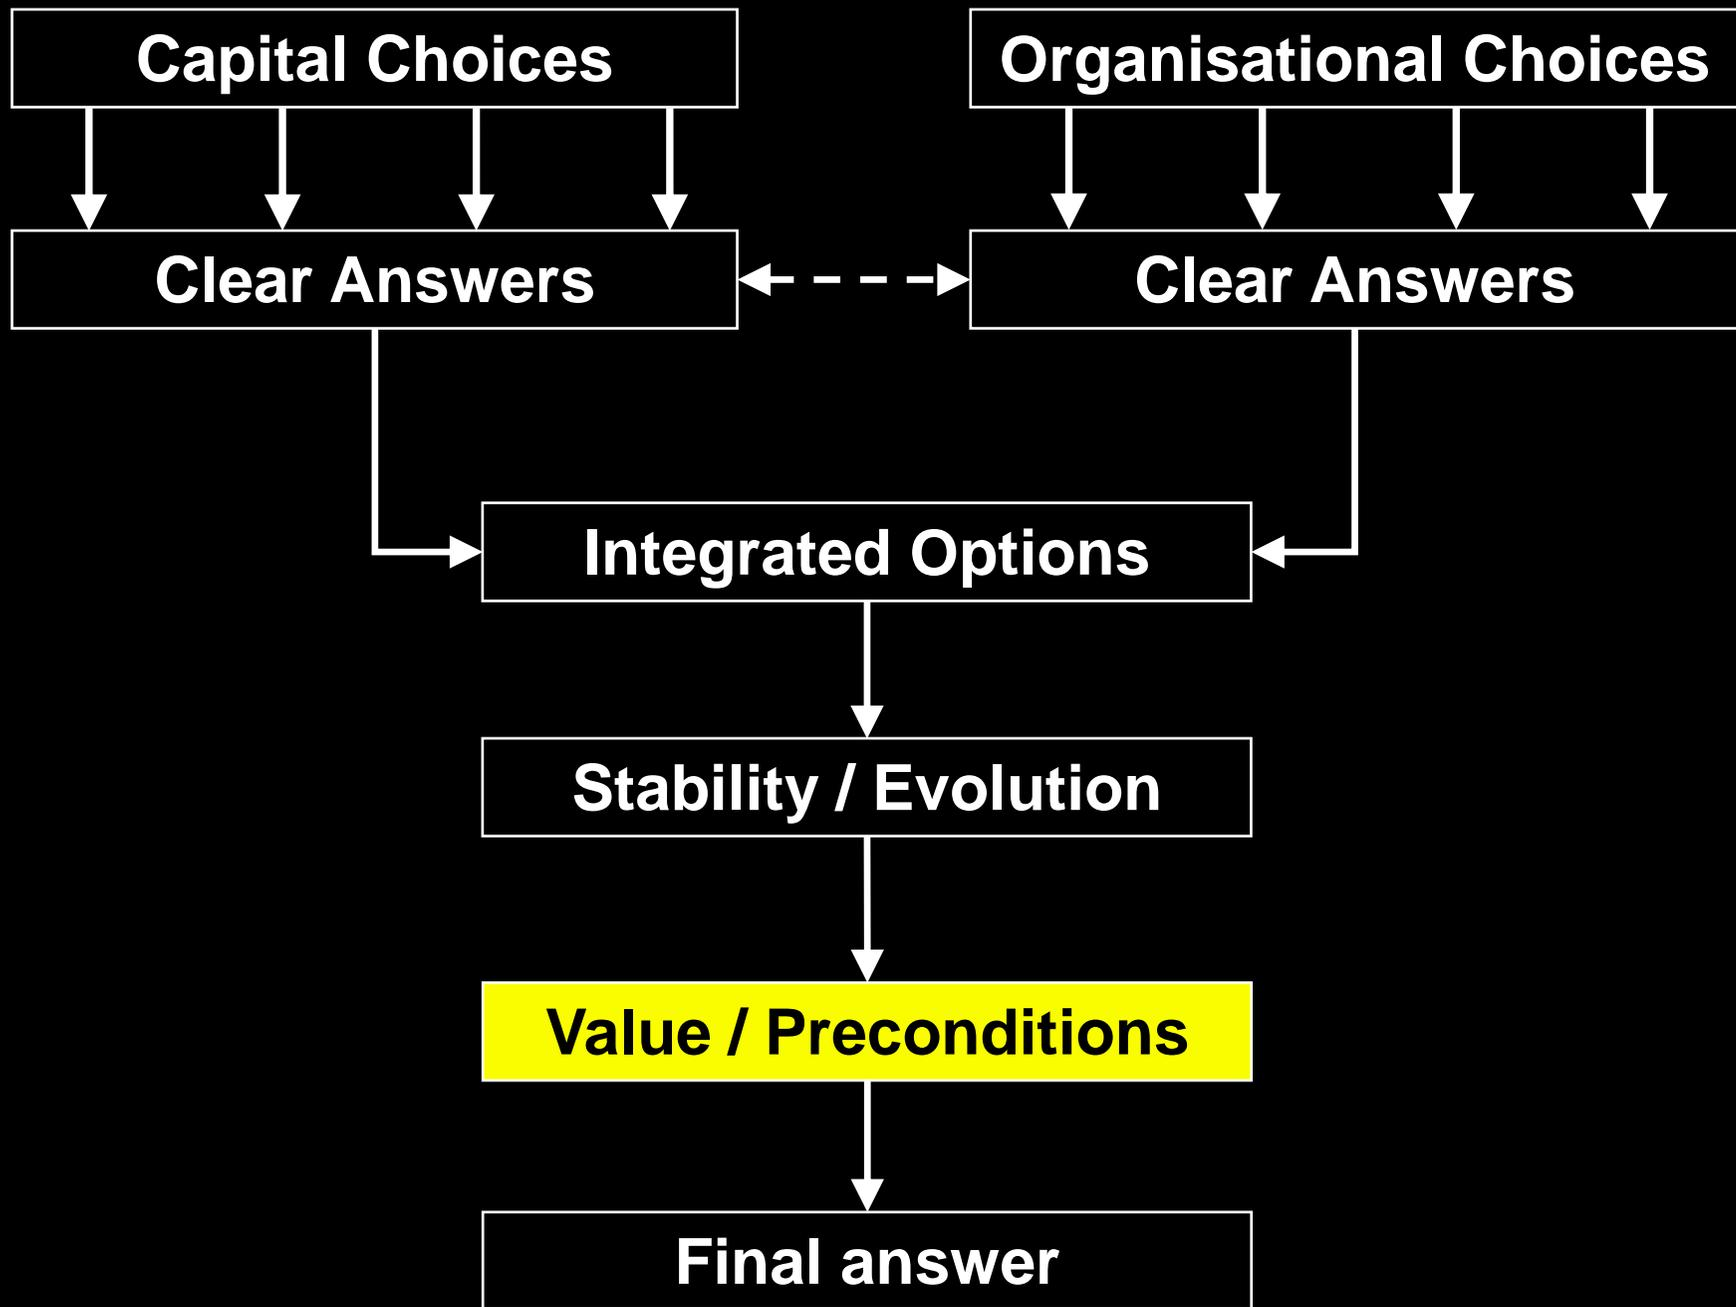 Capital Choices
Organisational Choices
Clear Answers
Clear Answers
Integrated Options
Stability / Evolution
Value / Preconditions
Final answer